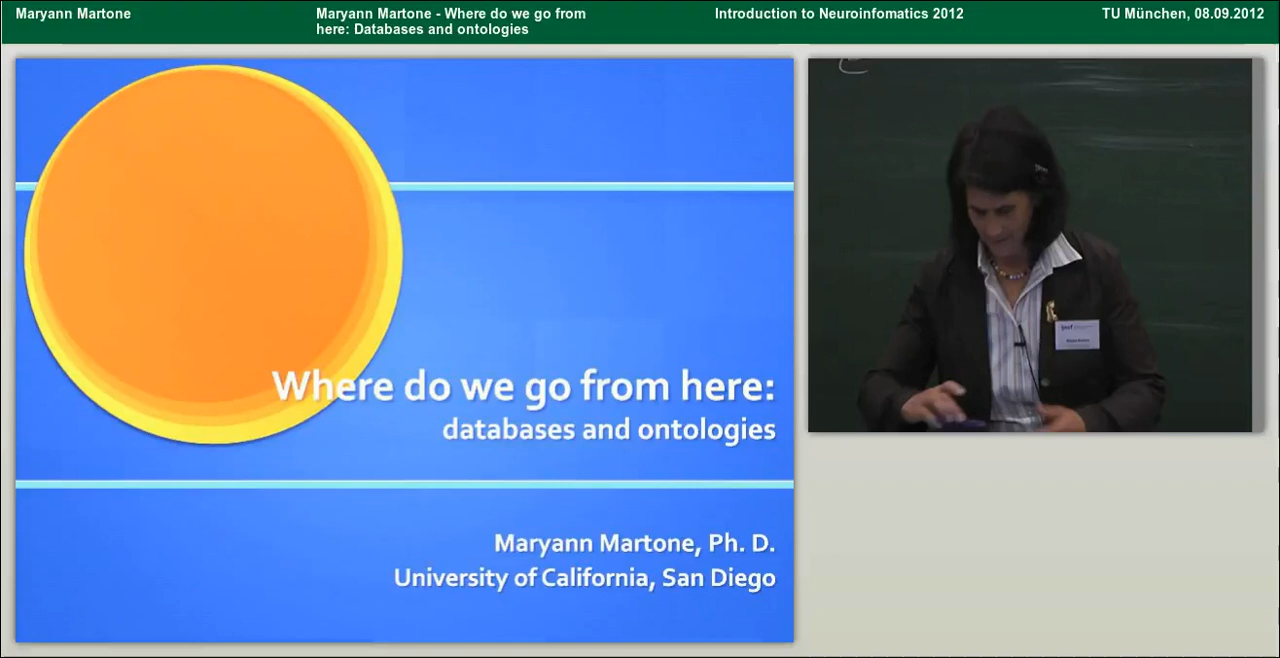 Maryann Martone
Maryann Martone - Where do we go from
here: Databases and ontologies
Introduction to Neuroinfomatics 2012
TU München, 08.09.2012
Where do we go from here:
databases and ontologies
Maryann Martone, Ph. D.
University of California, San Diego